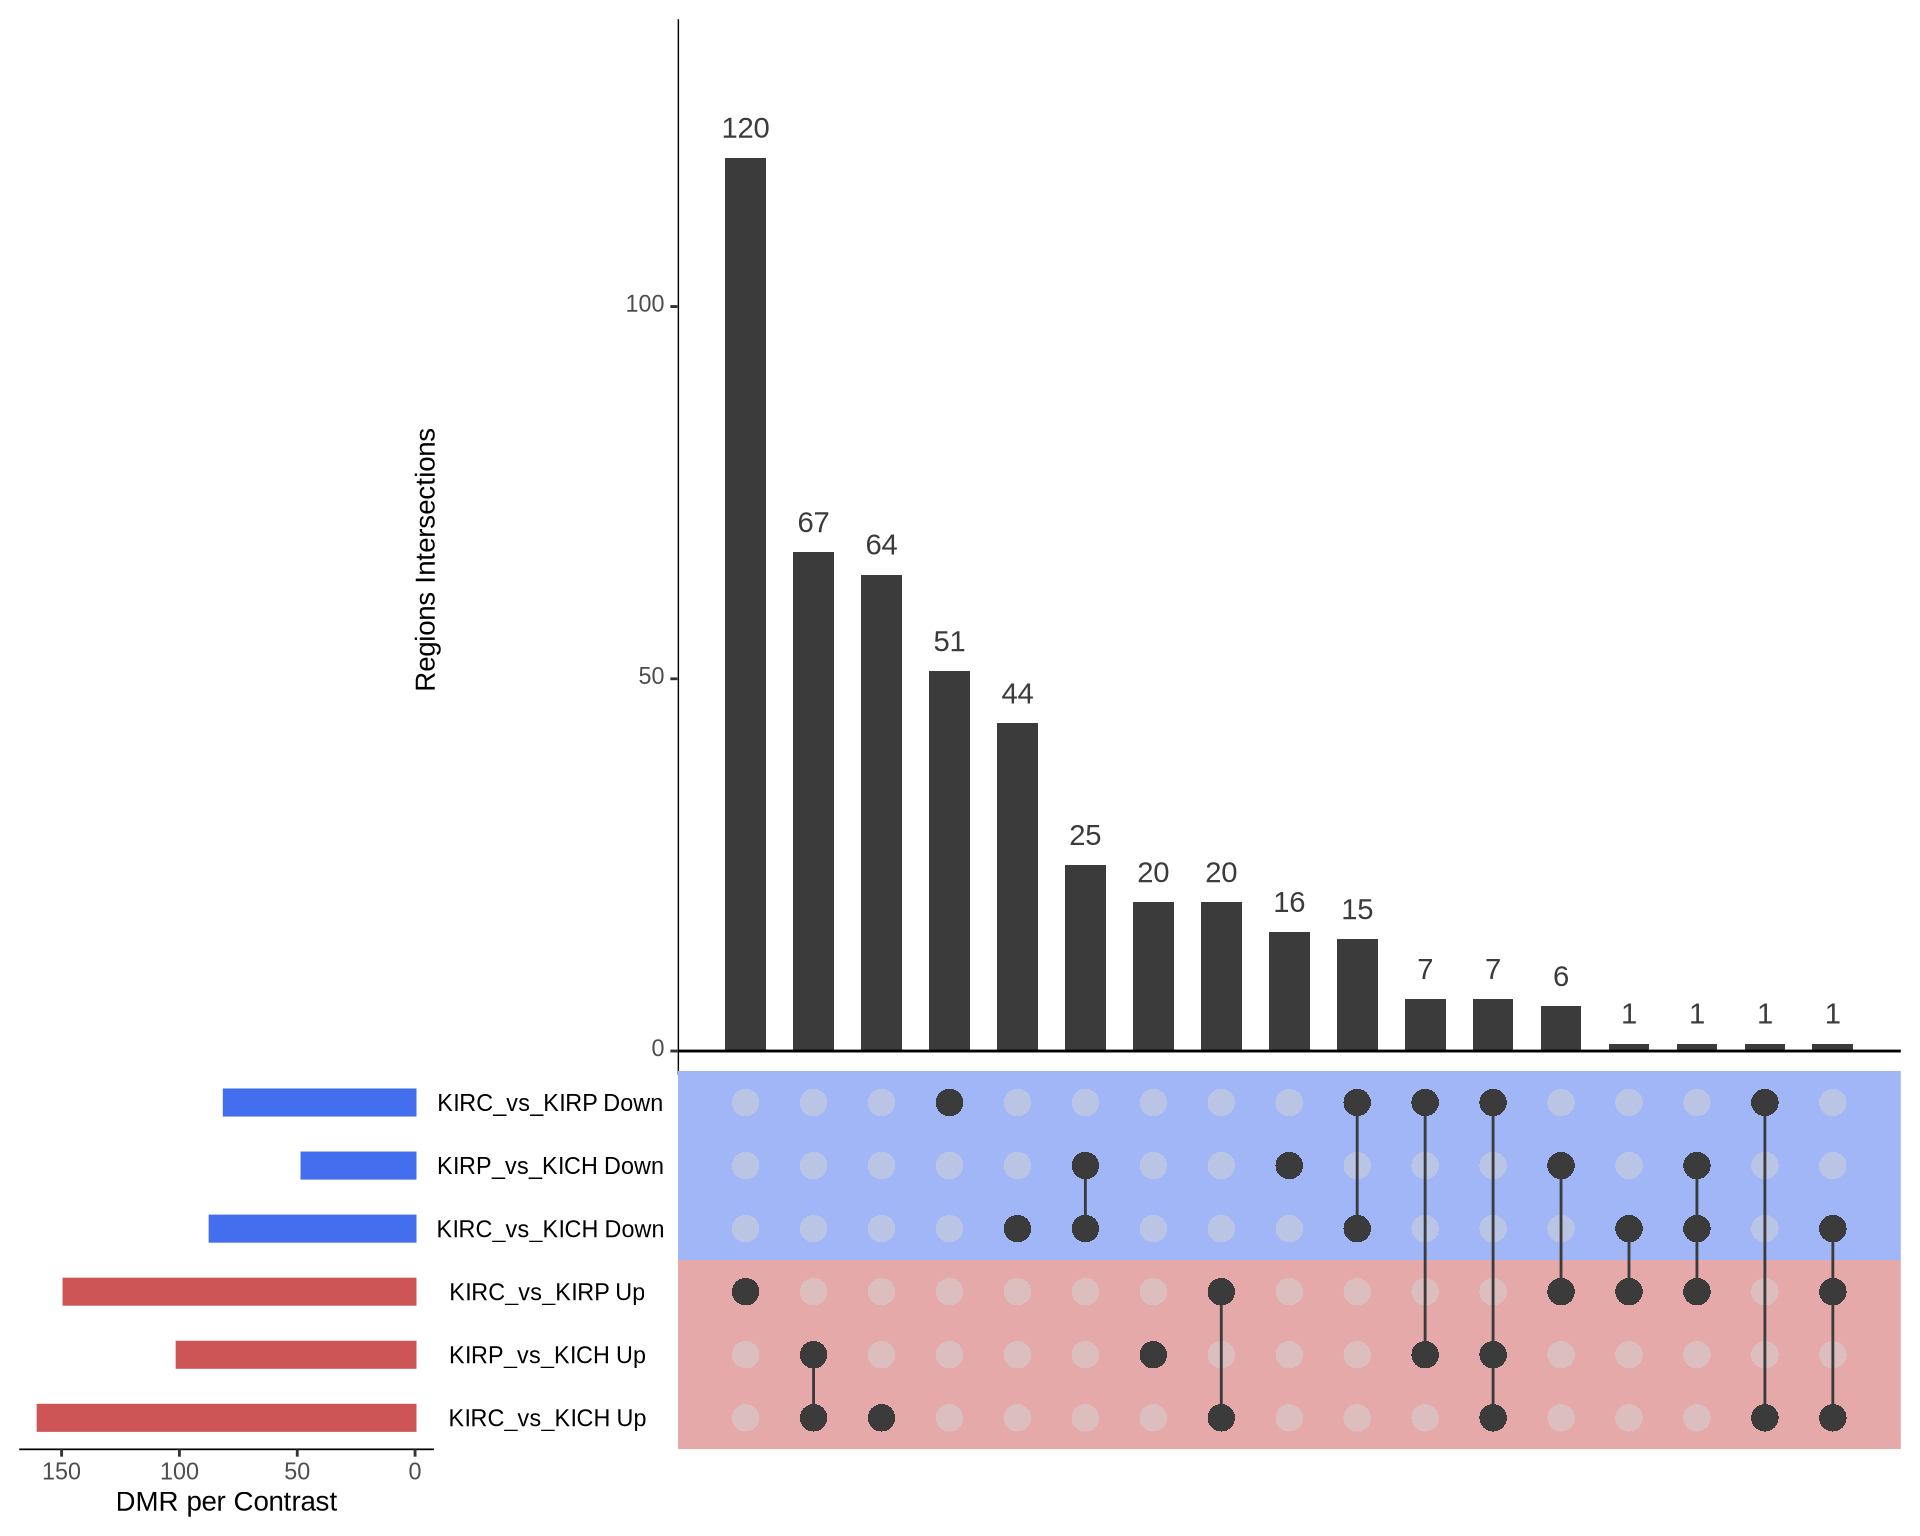 120
67
64
51
44
25
20
20
16
15
7
7
6
1
1
1
1
100
50
0
Regions Intersections
KIRC_vs_KIRP Down
KIRP_vs_KICH Down
KIRC_vs_KICH Down
KIRC_vs_KIRP Up
KIRP_vs_KICH Up
KIRC_vs_KICH Up
150 100 50 0
DMR per Contrast